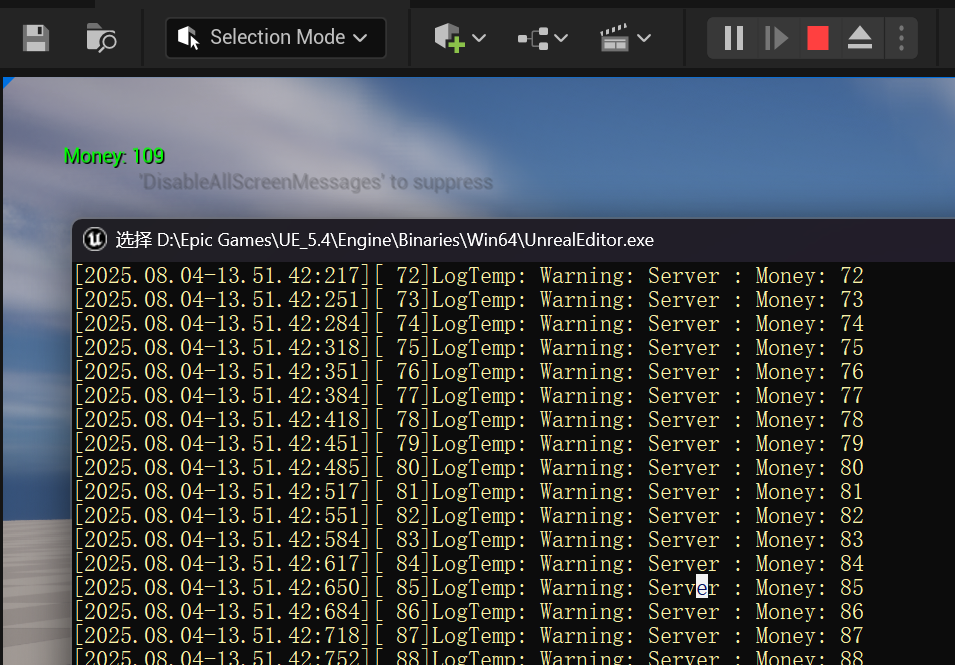 Selection Mode
Money: 109
'DisableAllScreenMessages' to suppress
选择 D:\Epic Games\UE_5.4\Engine\Binaries\Win64\UnrealEditor.exe
[2025.08.04-13.51.42:217][ 72]LogTemp: Warning: Server : Money: 72
[2025.08.04-13.51.42:251][ 73]LogTemp: Warning: Server : Money: 73
[2025.08.04-13.51.42:284][ 74]LogTemp: Warning: Server : Money: 74
[2025.08.04-13.51.42:318][ 75]LogTemp: Warning: Server : Money: 75
[2025.08.04-13.51.42:351][ 76]LogTemp: Warning: Server : Money: 76
[2025.08.04-13.51.42:384][ 77]LogTemp: Warning: Server : Money: 77
[2025.08.04-13.51.42:418][ 78]LogTemp: Warning: Server : Money: 78
[2025.08.04-13.51.42:451][ 79]LogTemp: Warning: Server : Money: 79
[2025.08.04-13.51.42:485][ 80]LogTemp: Warning: Server : Money: 80
[2025.08.04-13.51.42:517][ 81]LogTemp: Warning: Server : Money: 81
[2025.08.04-13.51.42:551][ 82]LogTemp: Warning: Server : Money: 82
[2025.08.04-13.51.42:584][ 83]LogTemp: Warning: Server : Money: 83
[2025.08.04-13.51.42:617][ 84]LogTemp: Warning: Server : Money: 84
[2025.08.04-13.51.42:650][ 85]LogTemp: Warning: Server : Money: 85
[2025.08.04-13.51.42:684][ 86]LogTemp: Warning: Server : Money: 86
[2025.08.04-13.51.42:718][ 87]LogTemp: Warning: Server : Money: 87
[2025.08.04-13.51.42:752][ 88]LogTemp: Warning: Server : Money: 88